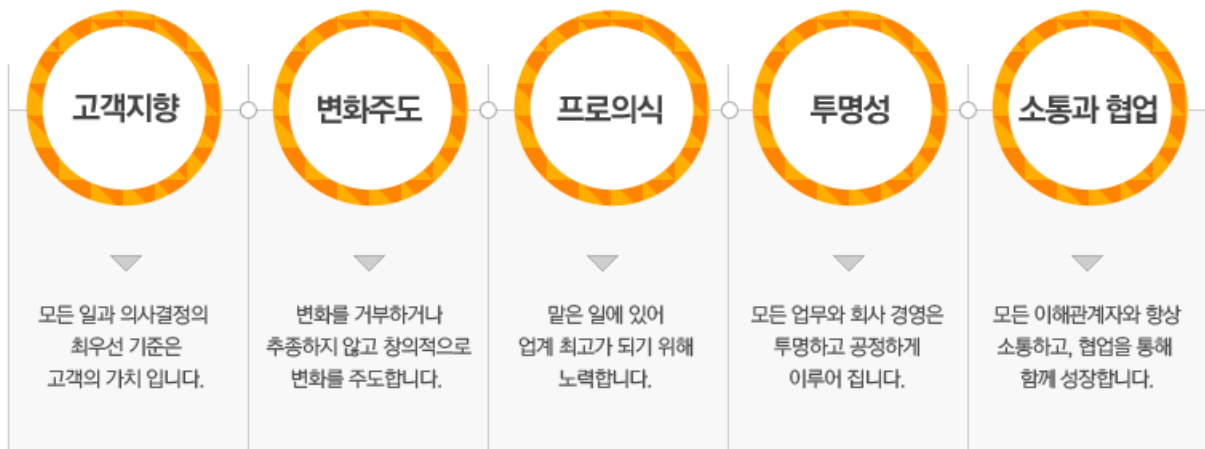 고객지향
모든 일과 의사결정의
최우선 기준은
고객의 가치 입니다.
변화주도
변화를 거부하거나
추종하지 않고 창의적으로
변화를 주도합니다.
프로의식
맡은 일에 있어
업계 최고가 되기 위해
노력합니다.
투명성
모든 업무와 회사 경영은
투명하고 공정하게
이루어 집니다.
소통과 협업
모든 이해관계자와 항상
소통하고, 협업을 통해
함께 성장합니다.